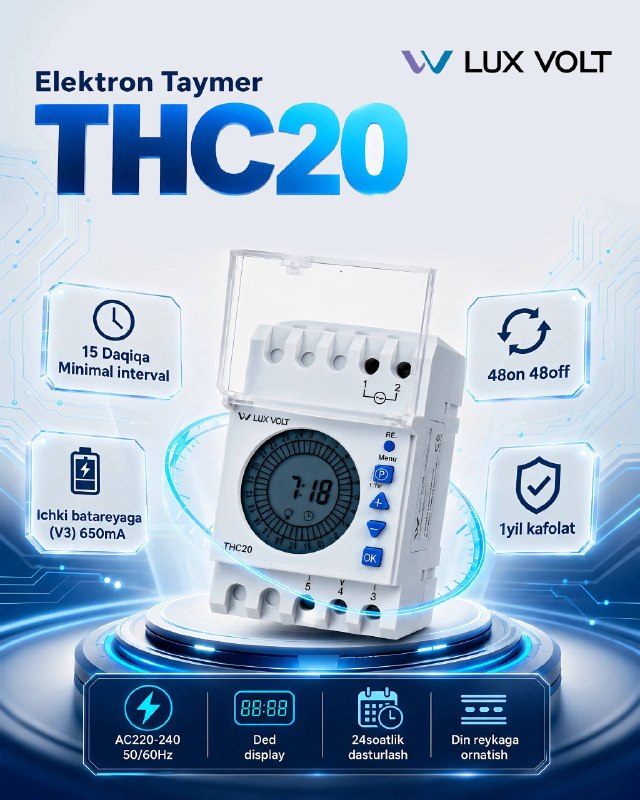 LUX VOLT
Elektron Taymer
THC20
15 Daqiqa
Minimal interval
48on 48off
Ichki batareyaga
(V3) 650mA
1yil kafolat
1 2
LUX VOLT
RE.
Menu
P
+
OK
7:18
THC20
5 4 3
AC220-240
50/60Hz
88:88
Ded
display
24soatlik
dasturlash
Din reykaga
ornatish